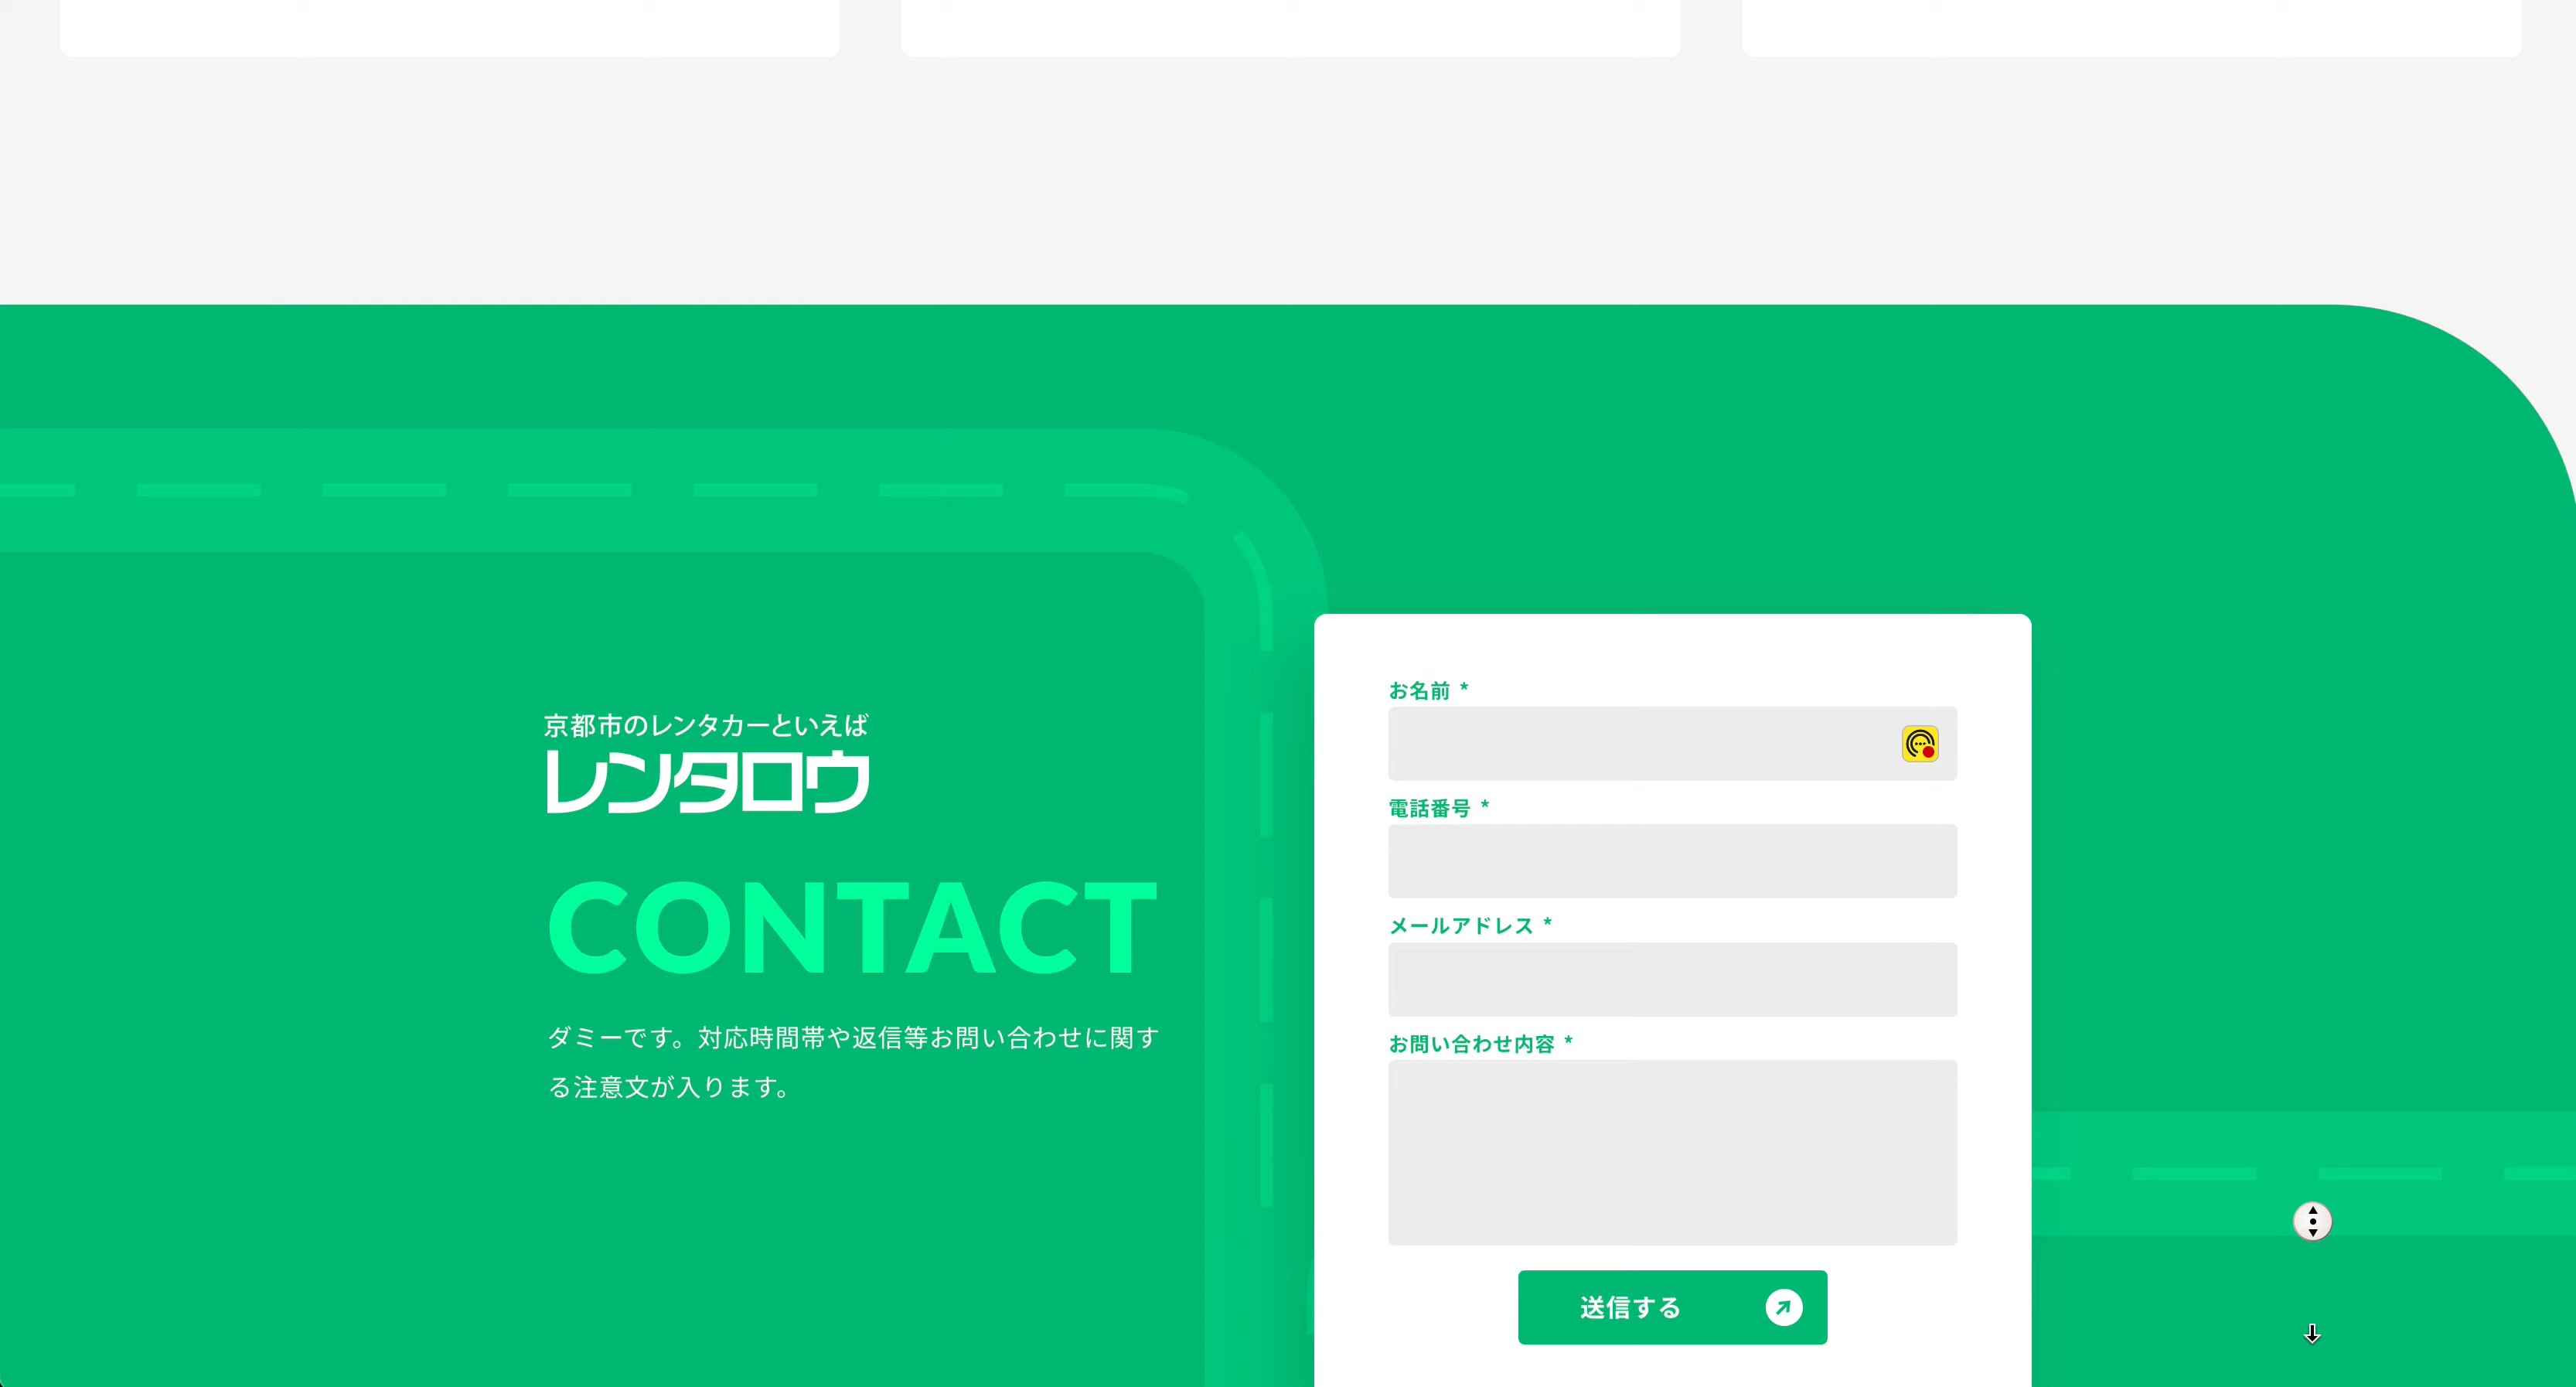 京都市のレンタカーといえば
レンタロウ
CONTACT
ダミーです。対応時間帯や返信等お問い合わせに関す
る注意文が入ります。
お名前 *
電話番号 *
メールアドレス *
お問い合わせ内容 *
送信する